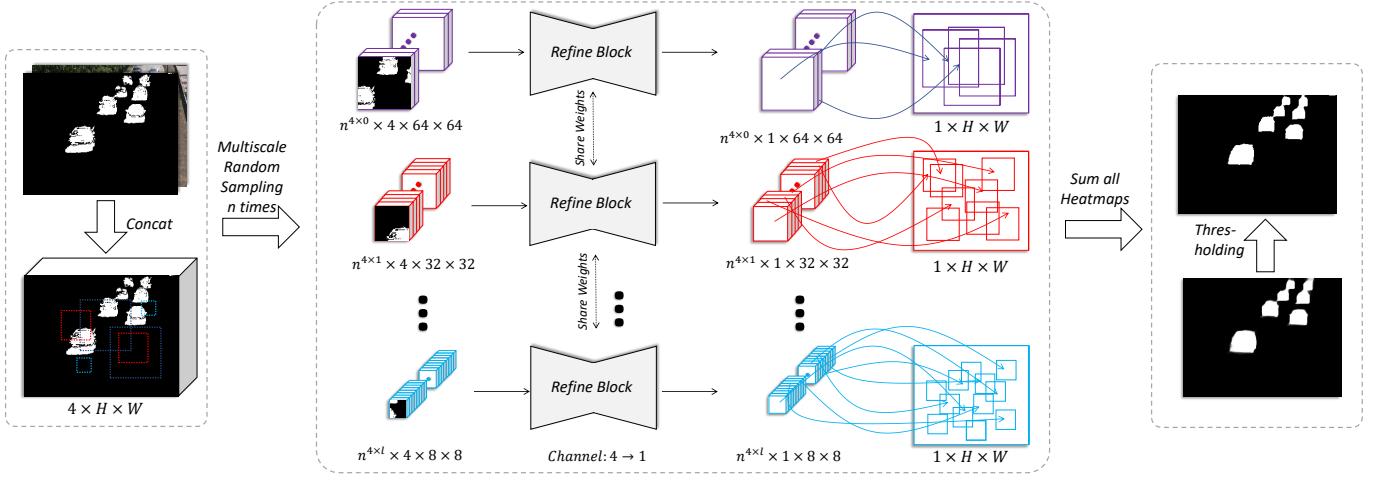 Concat
4 × H × W
Multiscale
Random
Sampling
n times
Refine Block
n^{4×0} × 4 × 64 × 64
n^{4×0} × 1 × 64 × 64
1 × H × W
Share Weights
Refine Block
n^{4×1} × 4 × 32 × 32
n^{4×1} × 1 × 32 × 32
1 × H × W
Share Weights
Refine Block
n^{4×l} × 4 × 8 × 8
Channel: 4 → 1
n^{4×l} × 1 × 8 × 8
1 × H × W
Sum all
Heatmaps
Thres-
holding